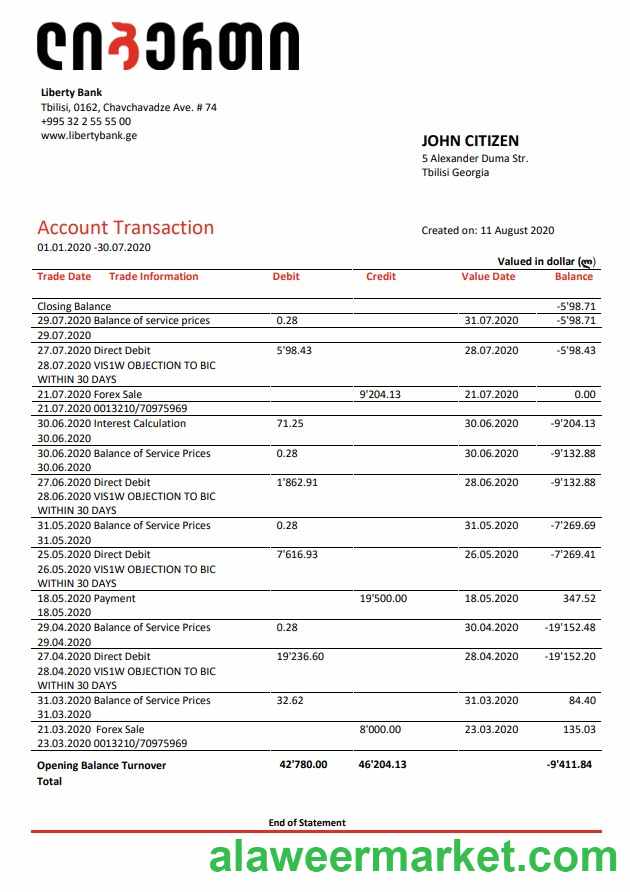 ლიბერთი
Liberty Bank
Tbilisi, 0162, Chavchavadze Ave. # 74
+995 32 2 55 55 00
www.libertybank.ge
JOHN CITIZEN
5 Alexander Duma Str.
Tbilisi Georgia
Account Transaction
Created on: 11 August 2020
01.01.2020 -30.07.2020
Valued in dollar (ლ)
Trade Date Trade Information Debit Credit Value Date Balance
Closing Balance -5'98.71
29.07.2020 Balance of service prices 0.28 31.07.2020 -5'98.71
29.07.2020
27.07.2020 Direct Debit 5'98.43 28.07.2020 -5'98.43
28.07.2020 VIS1W OBJECTION TO BIC
WITHIN 30 DAYS
21.07.2020 Forex Sale 9'204.13 21.07.2020 0.00
21.07.2020 0013210/70975969
30.06.2020 Interest Calculation 71.25 30.06.2020 -9'204.13
30.06.2020
30.06.2020 Balance of Service Prices 0.28 30.06.2020 -9'132.88
30.06.2020
27.06.2020 Direct Debit 1'862.91 28.06.2020 -9'132.88
28.06.2020 VIS1W OBJECTION TO BIC
WITHIN 30 DAYS
31.05.2020 Balance of Service Prices 0.28 31.05.2020 -7'269.69
31.05.2020
25.05.2020 Direct Debit 7'616.93 26.05.2020 -7'269.41
26.05.2020 VIS1W OBJECTION TO BIC
WITHIN 30 DAYS
18.05.2020 Payment 19'500.00 18.05.2020 347.52
18.05.2020
29.04.2020 Balance of Service Prices 0.28 30.04.2020 -19'152.48
29.04.2020
27.04.2020 Direct Debit 19'236.60 28.04.2020 -19'152.20
28.04.2020 VIS1W OBJECTION TO BIC
WITHIN 30 DAYS
31.03.2020 Balance of Service Prices 32.62 31.03.2020 84.40
31.03.2020
21.03.2020 Forex Sale 8'000.00 23.03.2020 135.03
23.03.2020 0013210/70975969
Opening Balance Turnover 42'780.00 46'204.13 -9'411.84
Total
End of Statement
alaweermarket.com